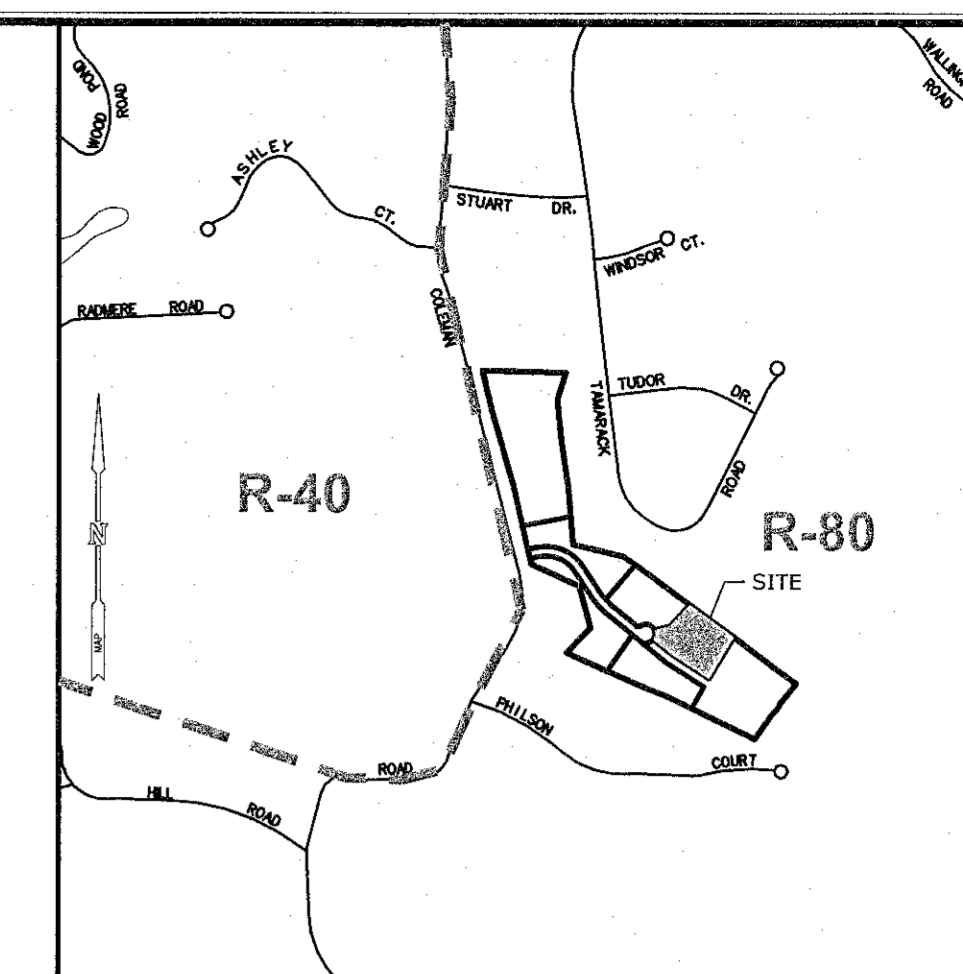 WOOD POND
ROAD
WALLING
ROAD
ASHLEY
CT.
STUART DR.
WINDSOR CT.
RADMERE ROAD
COLEMAN
TUDOR DR.
TAMARACK
ROAD
R-40
R-80
N
SITE
MAP
PHILSON
COURT
ROAD
HILL
ROAD